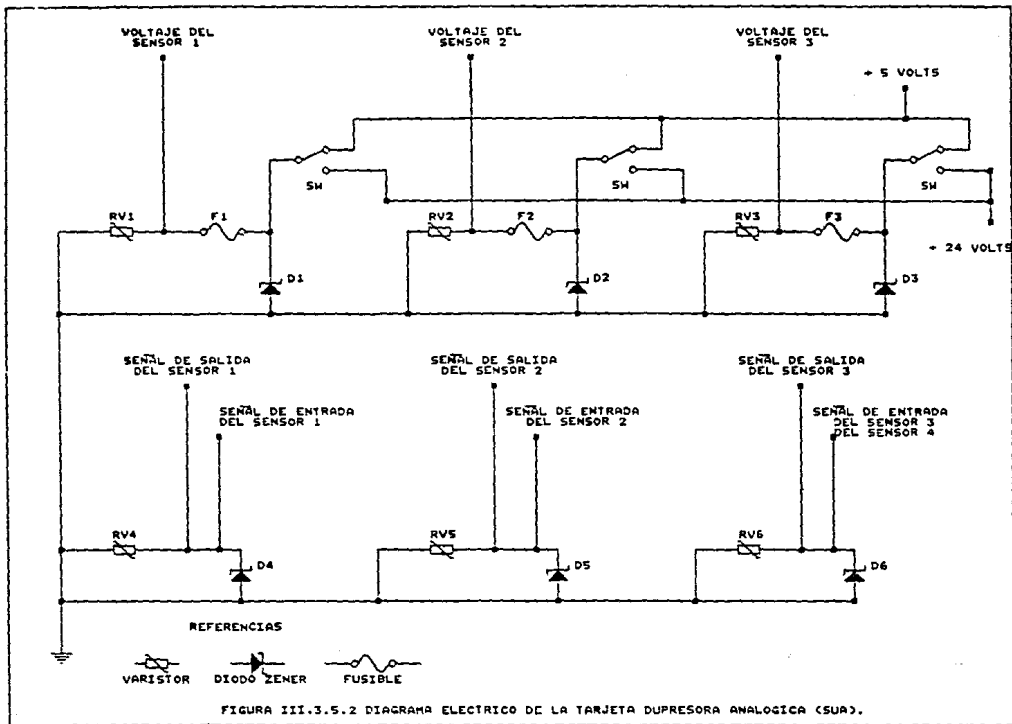 VOLTAJE DEL
SENSOR 1
VOLTAJE DEL
SENSOR 2
VOLTAJE DEL
SENSOR 3
+ 5 VOLTS
SW
SW
SW
RV1
F1
RV2
F2
RV3
F3
+ 24 VOLTS
D1
D2
D3
SEÑAL DE SALIDA
DEL SENSOR 1
SEÑAL DE SALIDA
DEL SENSOR 2
SEÑAL DE SALIDA
DEL SENSOR 3
SEÑAL DE ENTRADA
DEL SENSOR 1
SEÑAL DE ENTRADA
DEL SENSOR 2
SEÑAL DE ENTRADA
DEL SENSOR 3
DEL SENSOR 4
RV4
RV5
RV6
D4
D5
D6
REFERENCIAS
VARISTOR
DIODO ZENER
FUSIBLE
FIGURA III.3.5.2 DIAGRAMA ELECTRICO DE LA TARJETA DUPRESORA ANALOGICA (SUA).